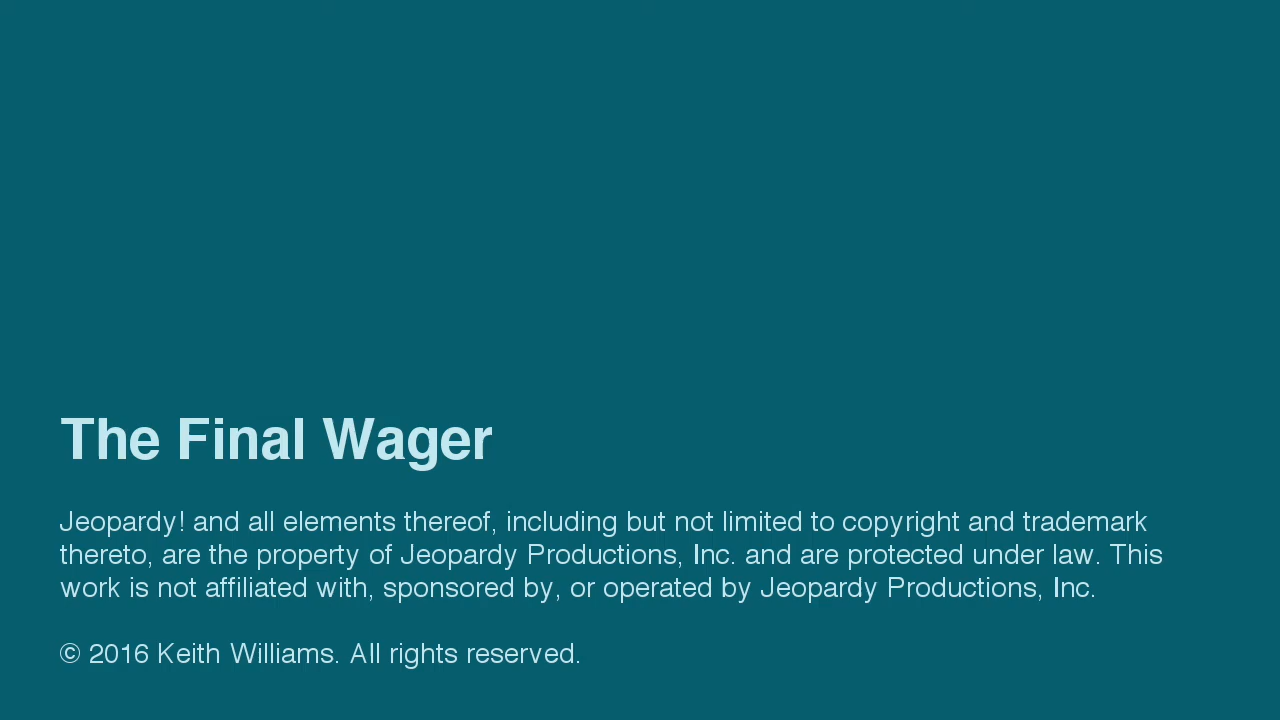 The Final Wager
Jeopardy! and all elements thereof, including but not limited to copyright and trademark
thereto, are the property of Jeopardy Productions, Inc. and are protected under law. This
work is not affiliated with, sponsored by, or operated by Jeopardy Productions, Inc.
© 2016 Keith Williams. All rights reserved.